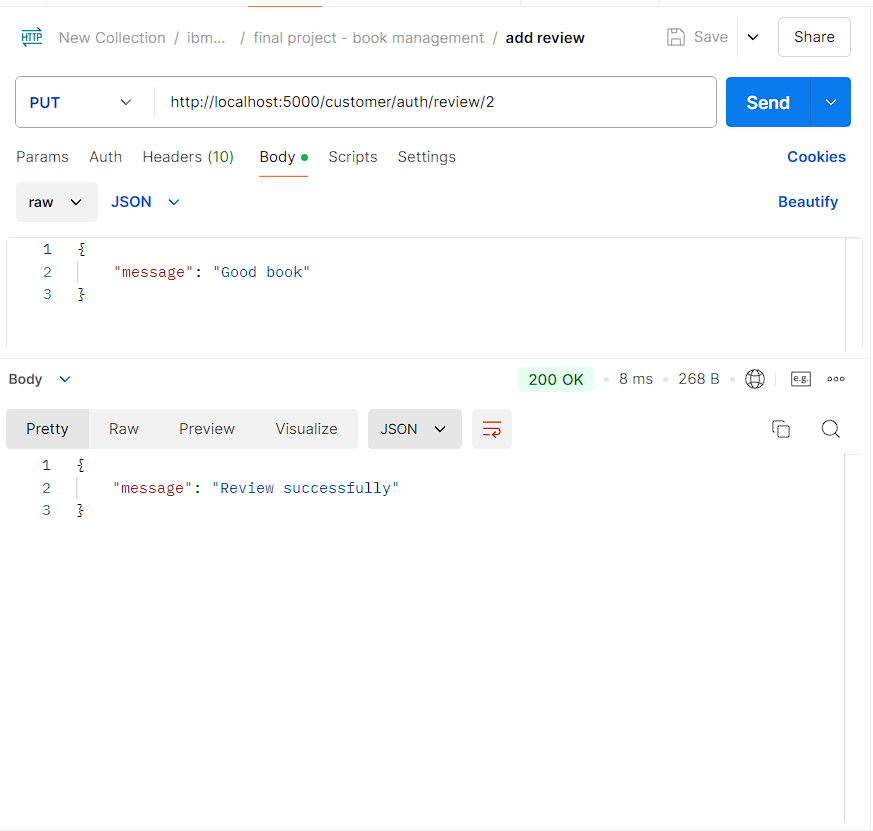 HTTP New Collection / ibm... / final project - book management / add review Save Share
PUT http://localhost:5000/customer/auth/review/2 Send
Params Auth Headers (10) Body Scripts Settings Cookies
raw JSON Beautify
1 {
2 "message": "Good book"
3 }
Body 200 OK 8 ms 268 B e.g.
Pretty Raw Preview Visualize JSON
1 {
2 "message": "Review successfully"
3 }